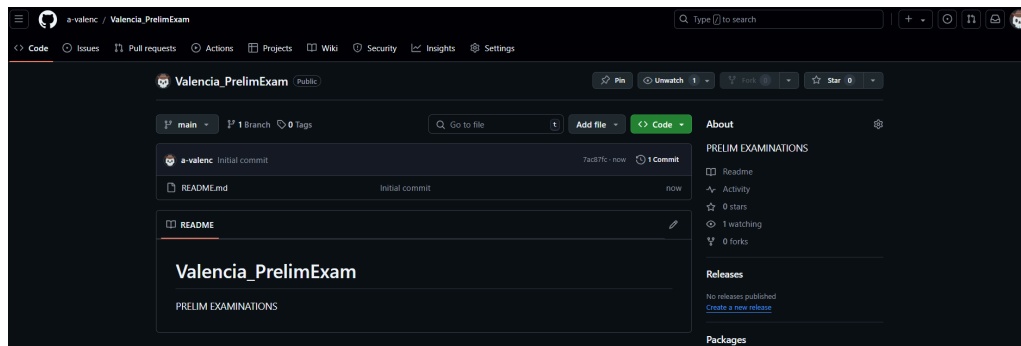 a-valenc / Valencia_PrelimExam Type / to search
Code Issues Pull requests Actions Projects Wiki Security Insights Settings
Valencia_PrelimExam Public Pin Unwatch 1 Fork 0 Star 0
main 1 Branch 0 Tags Go to file t Add file Code About
PRELIM EXAMINATIONS
a-valenc Initial commit 7ac87fc · now 1 Commit
Readme
README.md Initial commit now
Activity
0 stars
README
1 watching
0 forks
Valencia_PrelimExam
Releases
PRELIM EXAMINATIONS
No releases published
Create a new release
Packages